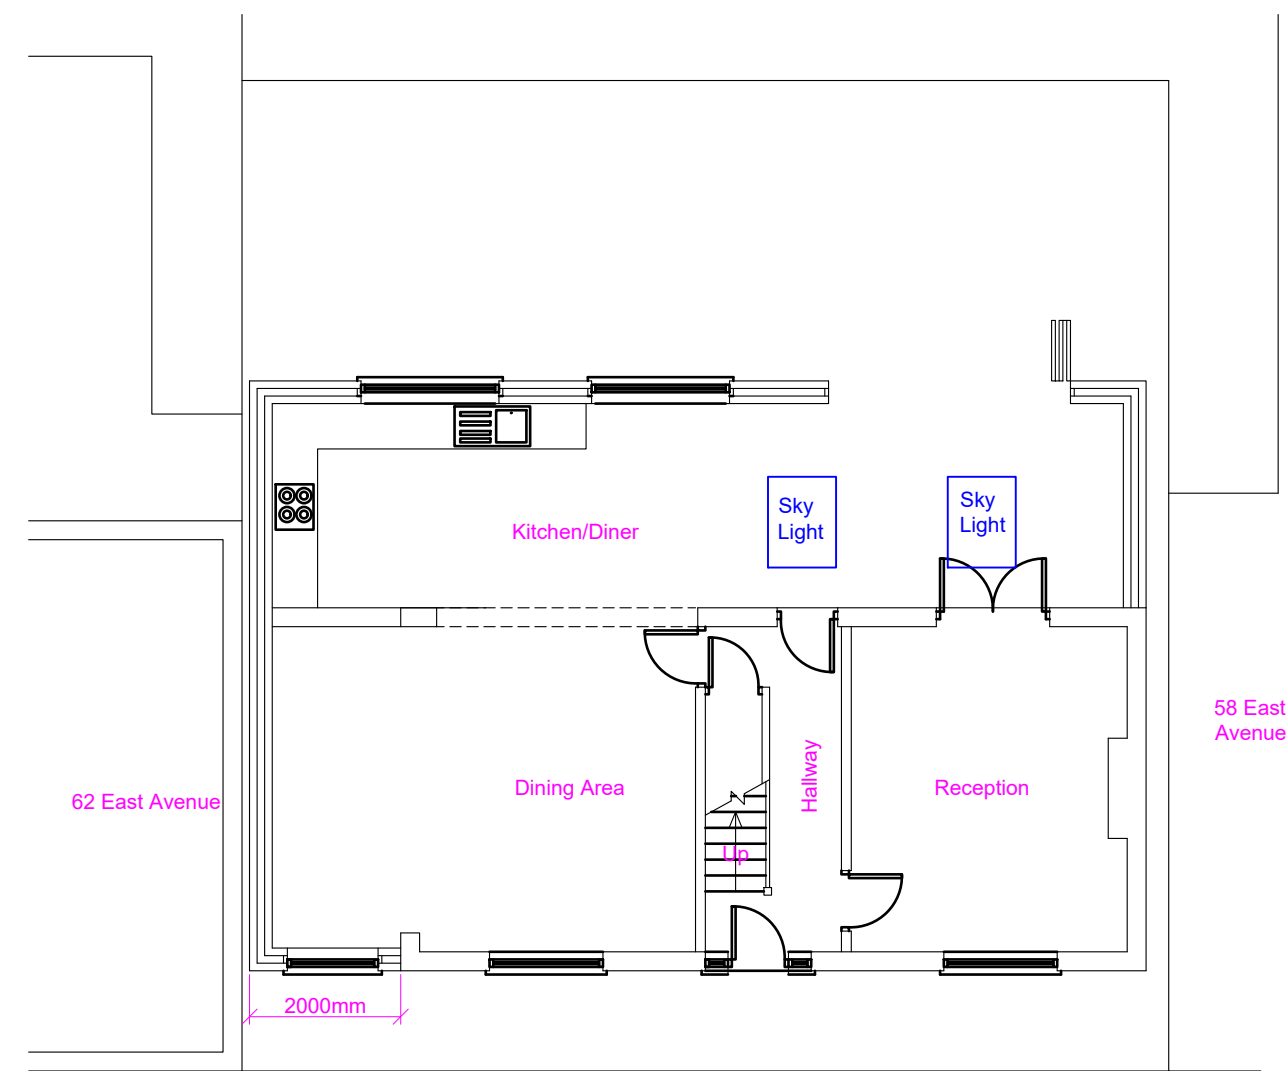 Sky
Light
Sky
Light
Kitchen/Diner
58 East
Avenue
Hallway
Dining Area
Reception
62 East Avenue
Up
2000mm